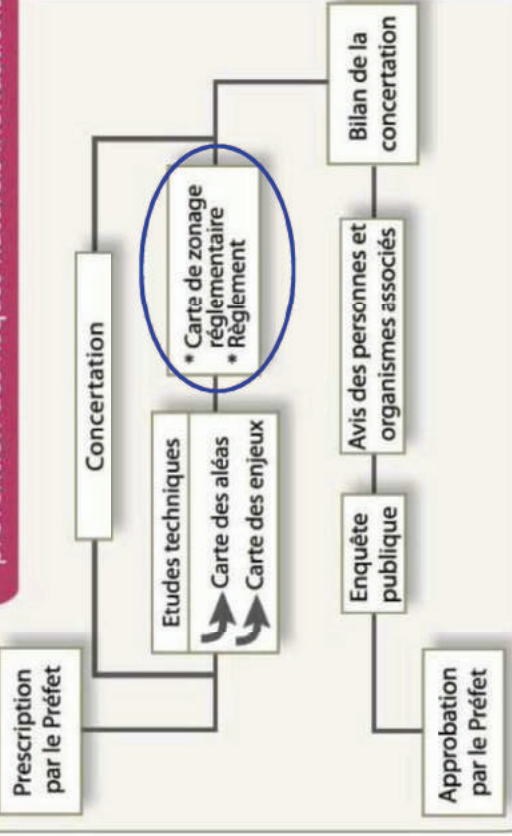 Prescription
par le Préfet
Concertation
Etudes techniques
Carte des aléas
Carte des enjeux
* Carte de zonage
réglementaire
* Règlement
Bilan de la
concertation
Avis des personnes et
organismes associés
Enquête
publique
Approbation
par le Préfet